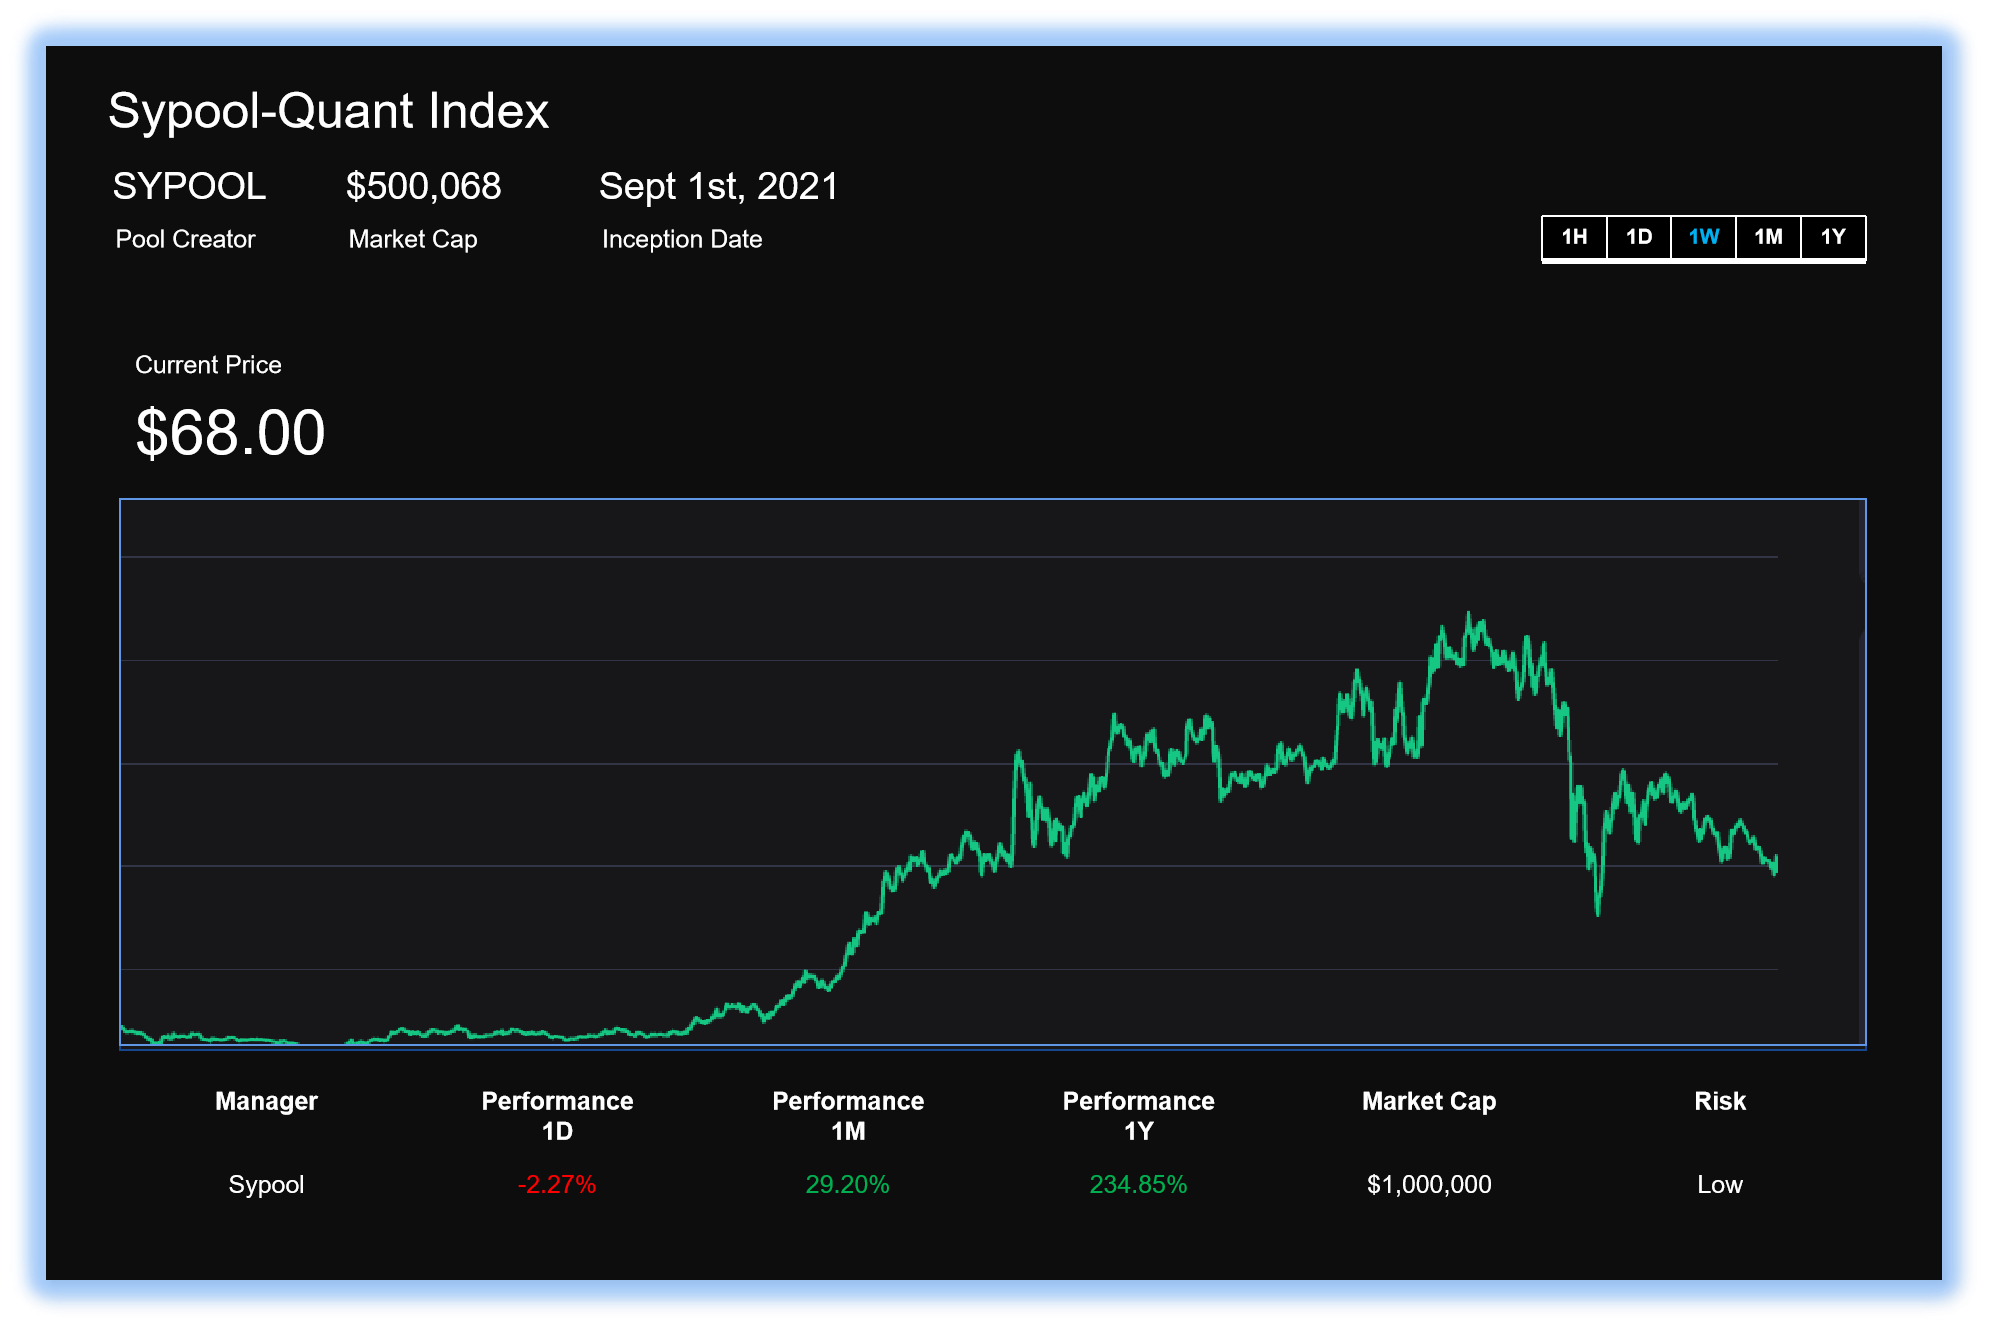 Sypool-Quant Index
SYPOOL $500,068 Sept 1st, 2021
Pool Creator Market Cap Inception Date
1H 1D 1W 1M 1Y
Current Price
$68.00
Manager Performance Performance Performance Market Cap Risk
1D 1M 1Y
Sypool -2.27% 29.20% 234.85% $1,000,000 Low